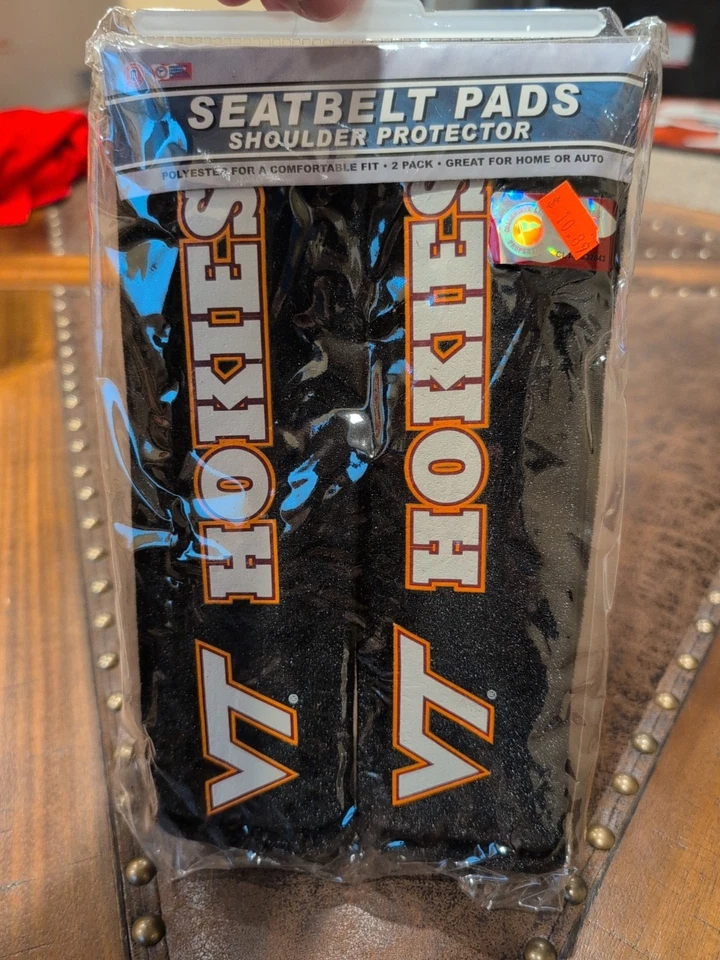 SEATBELT PADS
SHOULDER PROTECTOR
POLYESTER FOR A COMFORTABLE FIT • 2 PACK • GREAT FOR HOME OR AUTO
HOKIES
HOKIES
VT®
VT®